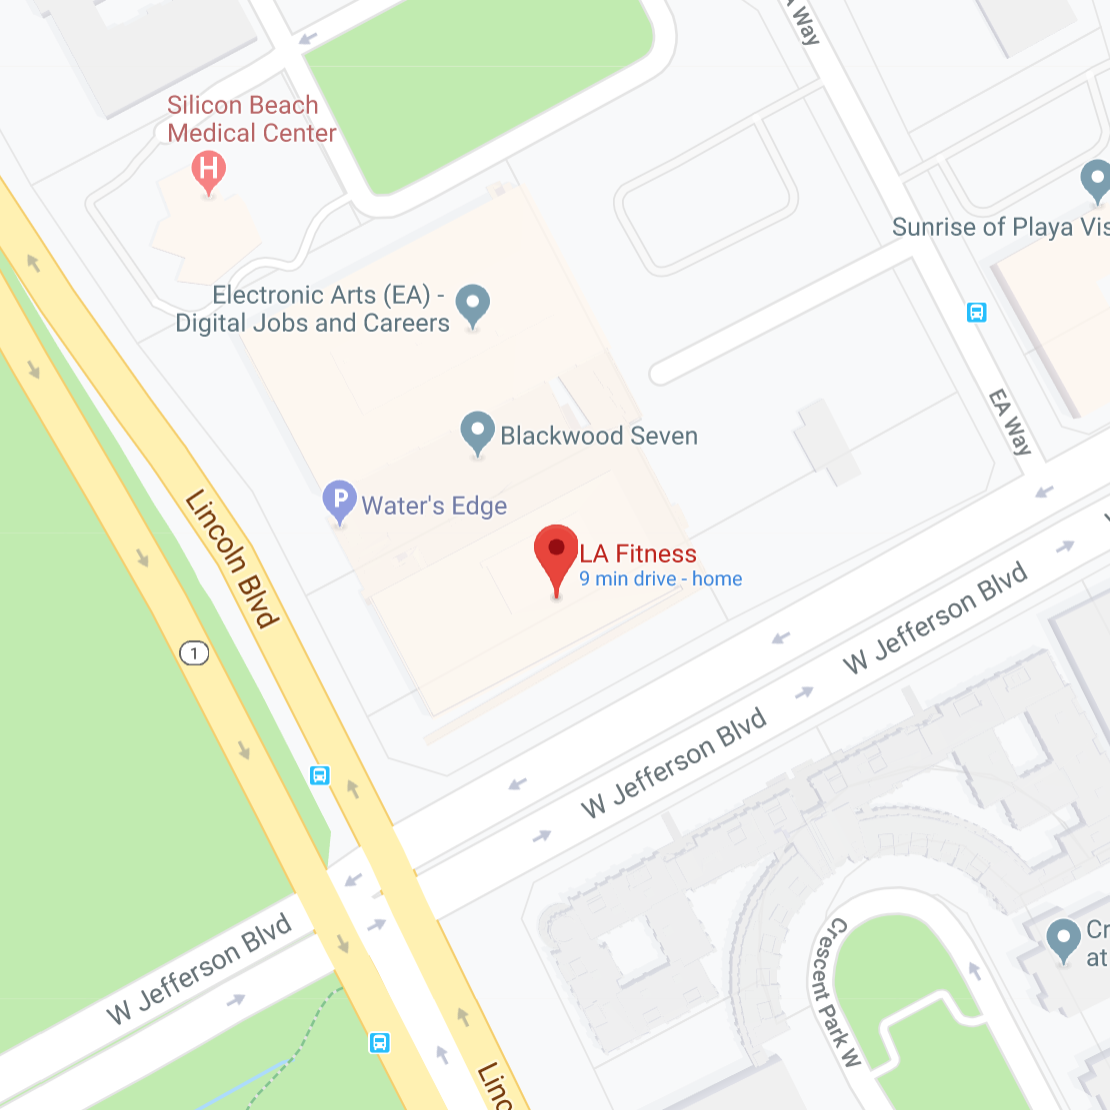 A Way
Silicon Beach
Medical Center
H
Sunrise of Playa Vis
Electronic Arts (EA) -
Digital Jobs and Careers
EA Way
Blackwood Seven
P
Water's Edge
Lincoln Blvd
LA Fitness
9 min drive - home
1
W Jefferson Blvd
W Jefferson Blvd
W Jefferson Blvd
Crescent Park W
Cr
at
Linc